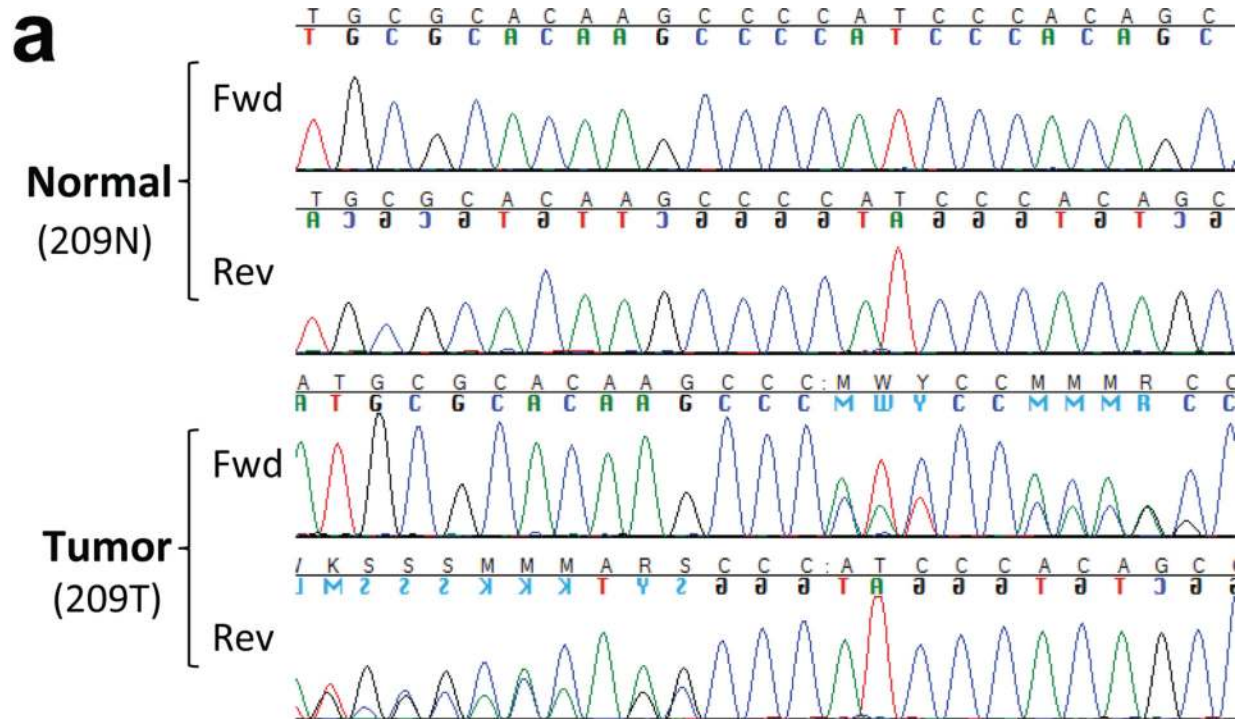 a
T G C G C A C A A G C C C C A T C C C A C A G C
T G C G C A C A A G C C C C A T C C C A C A G C
Fwd
Normal
(209N)
T G C G C A C A A G C C C C A T C C C A C A G C
A C G C G T G T T C G G G G T A G G G T G T C G
Rev
A T G C G C A C A A G C C C : M W Y C C M M M R C C
A T G C G C A C A A G C C C M W Y C C M M M R C C
Fwd
Tumor
(209T)
K S S S M M M A R S C C C : A T C C C A C A G C
M S S S K K K T Y S G G G T A G G G T G T C G G
Rev